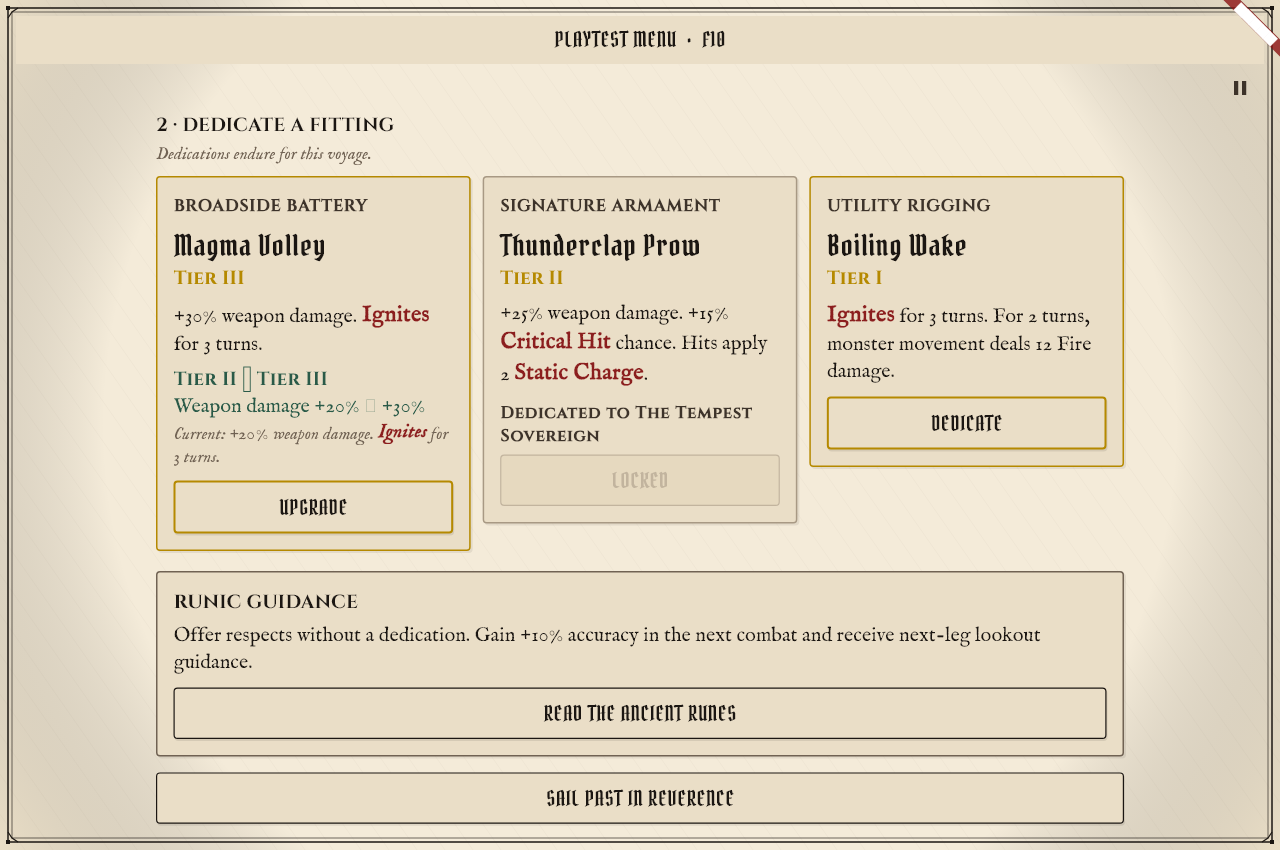 PLAYTEST MENU · F10
2 · DEDICATE A FITTING
Dedications endure for this voyage.
BROADSIDE BATTERY
Magma Volley
TIER III
+30% weapon damage. Ignites
for 3 turns.
TIER II TIER III
Weapon damage +20% +30%
Current: +20% weapon damage. Ignites for
3 turns.
UPGRADE
SIGNATURE ARMAMENT
Thunderclap Prow
TIER II
+25% weapon damage. +15%
Critical Hit chance. Hits apply
2 Static Charge.
DEDICATED TO THE TEMPEST
SOVEREIGN
LOCKED
UTILITY RIGGING
Boiling Wake
TIER I
Ignites for 3 turns. For 2 turns,
monster movement deals 12 Fire
damage.
DEDICATE
RUNIC GUIDANCE
Offer respects without a dedication. Gain +10% accuracy in the next combat and receive next-leg lookout
guidance.
READ THE ANCIENT RUNES
SAIL PAST IN REVERENCE